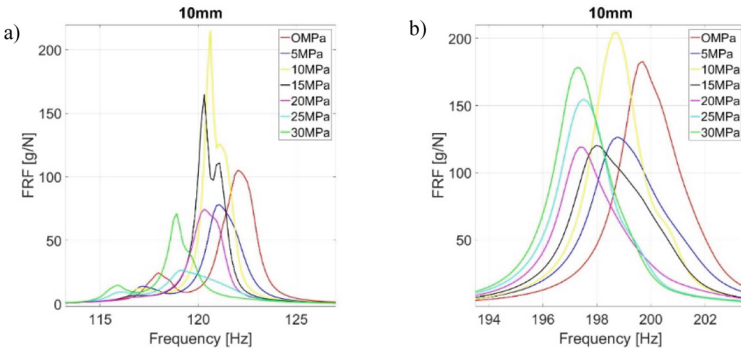 a)
10mm
FRF [g/N]
200
150
100
50
0
115
120
125
Frequency [Hz]
OMPa
5MPa
10MPa
15MPa
20MPa
25MPa
30MPa
b)
10mm
FRF [g/N]
200
150
100
50
194
196
198
200
202
Frequency [Hz]
OMPa
5MPa
10MPa
15MPa
20MPa
25MPa
30MPa